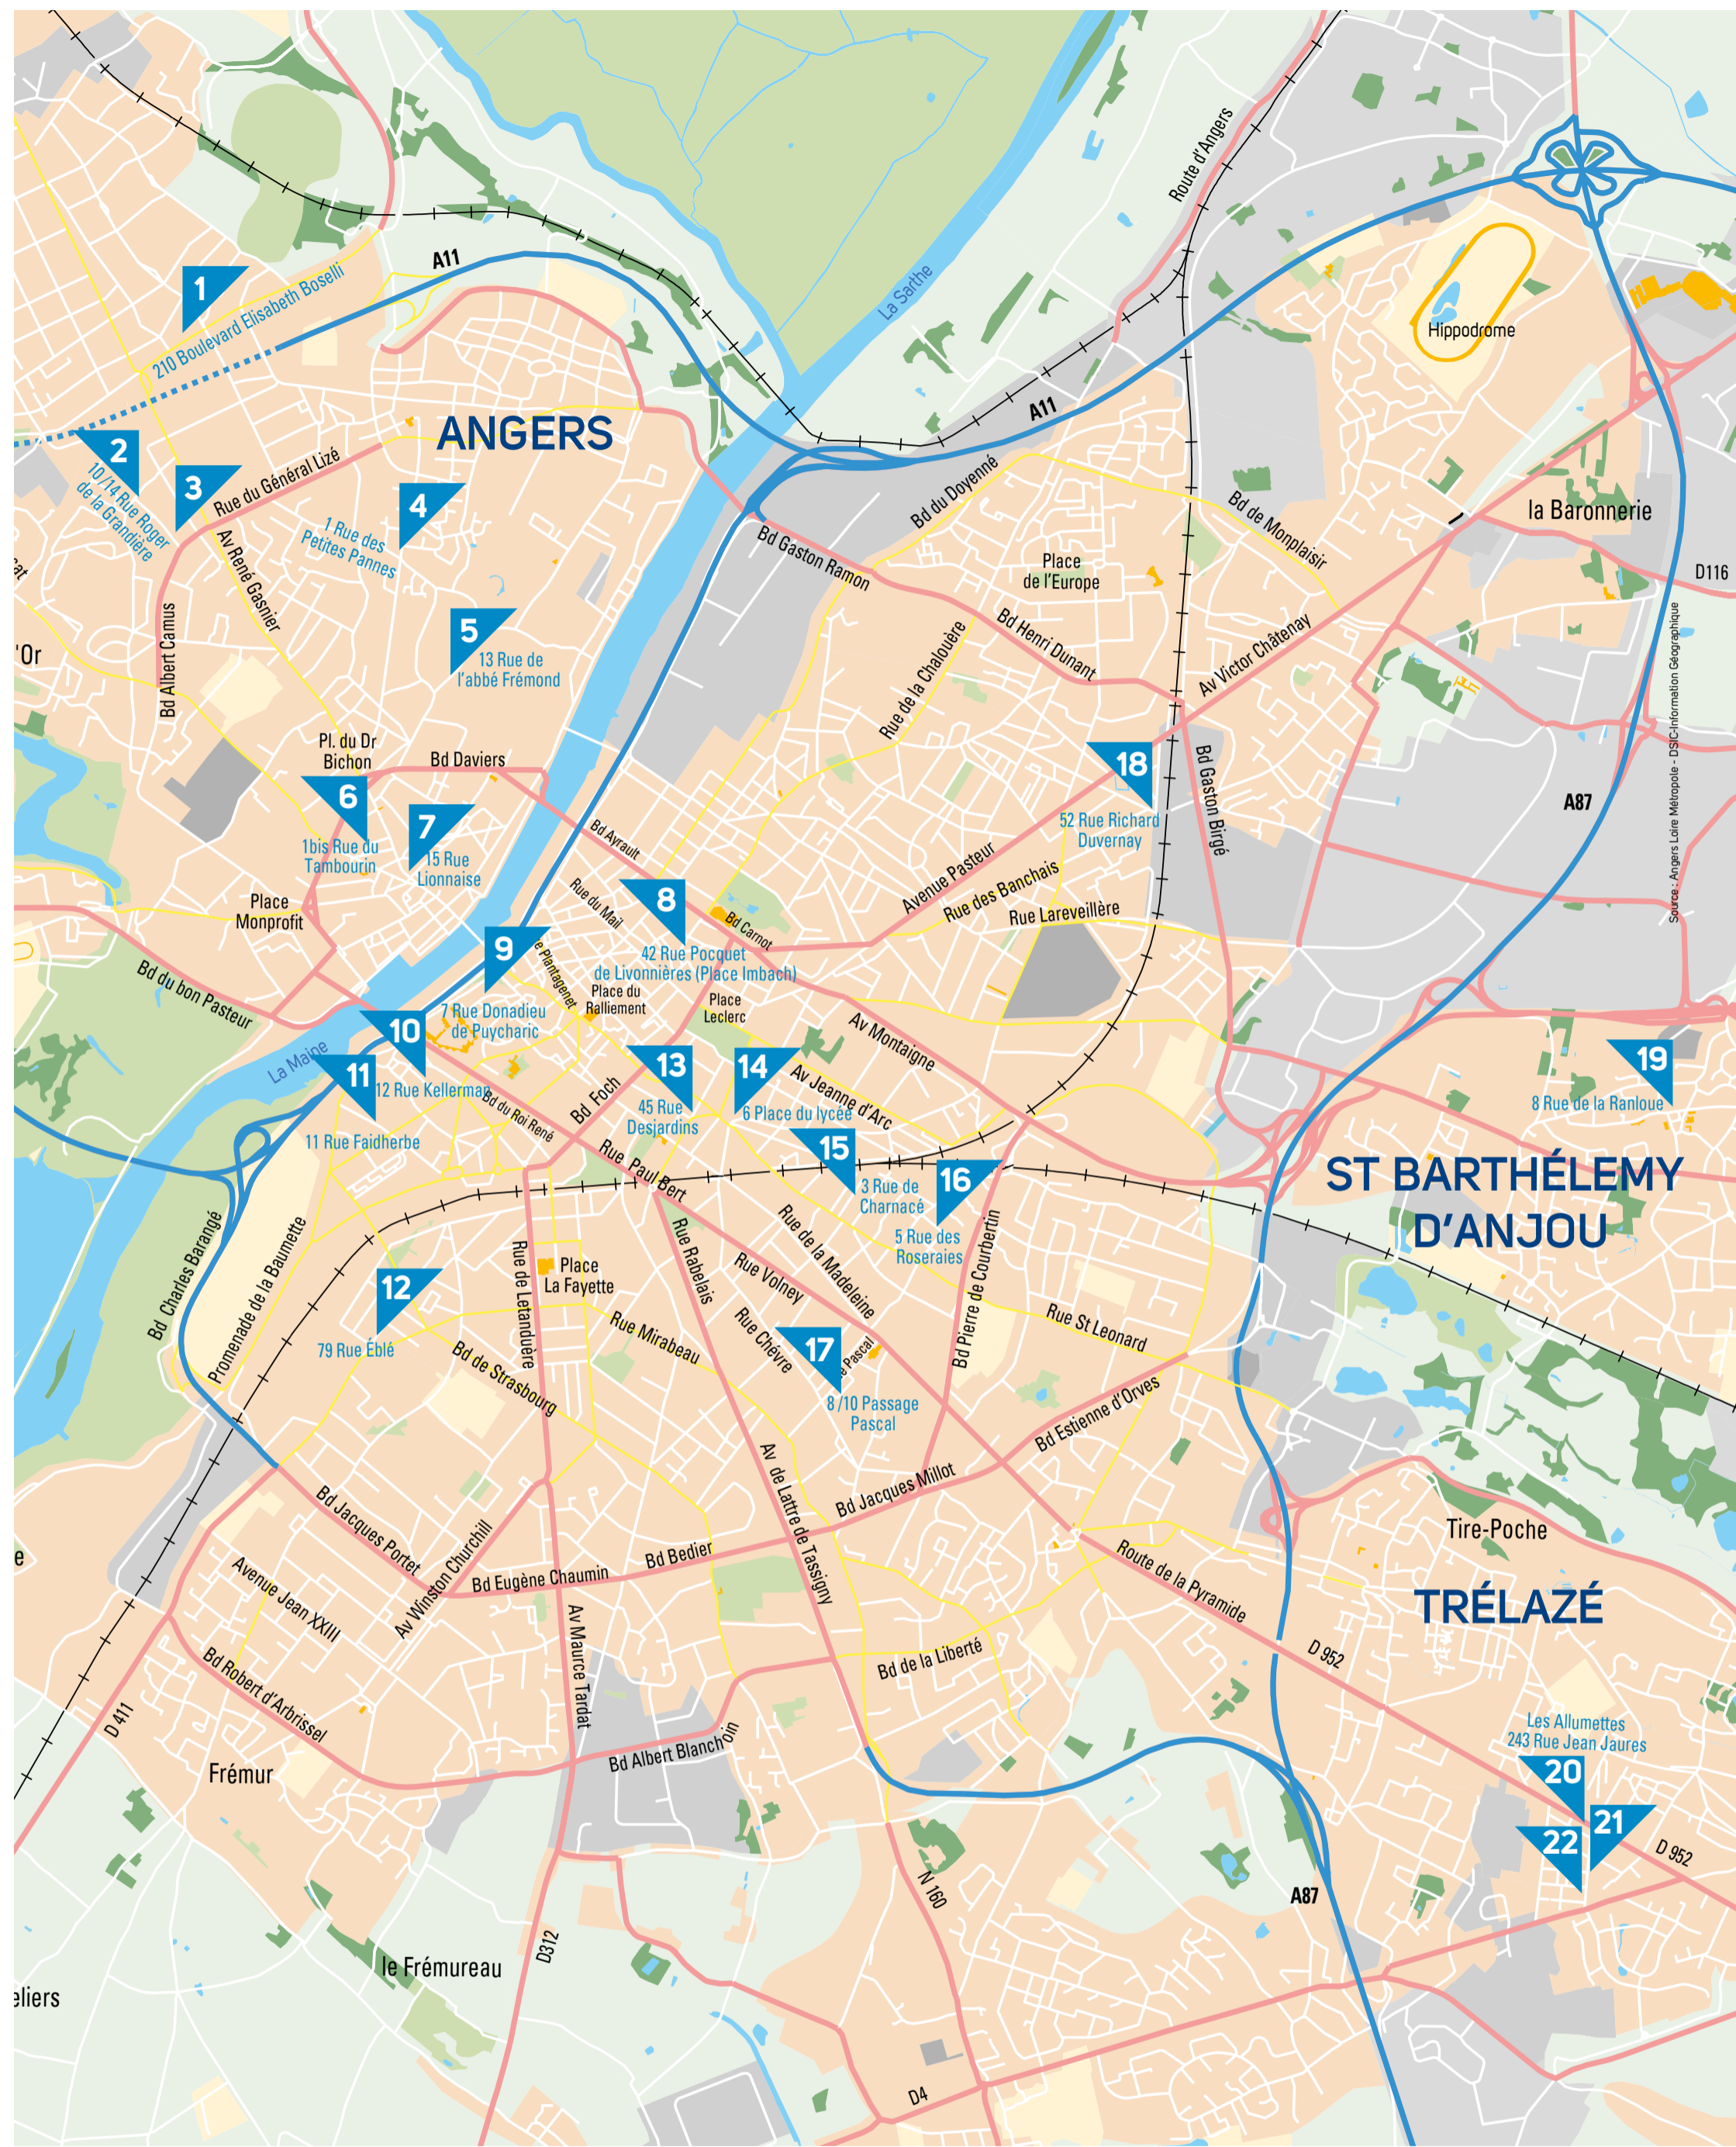 A11
Route d'Angers
1
210 Boulevard Elisabeth Boselli
La Sarthe
Hippodrome
ANGERS
A11
2
10/14 Rue Roger
de la Grandière
3
Rue du Général Lizé
4
1 Rue des
Petites Pannes
Bd du Doyenné
Bd de Monplaisir
la Baronnerie
Av René Gasnier
Bd Gaston Ramon
Place
de l'Europe
D116
'Or
Bd Albert Camus
5
13 Rue de
l'abbé Frémond
Rue de la Chalouère
Bd Henri Dunant
Av Victor Châtenay
Source : Angers Loire Métropole - DSIC-Information Géographique
Pl. du Dr
Bichon
Bd Daviers
6
1bis Rue du
Tambourin
7
15 Rue
Lionnaise
Bd Ayrault
18
52 Rue Richard
Duvernay
Bd Gaston Birgé
A87
Place
Monprofit
Rue du Mail
8
42 Rue Pocquet
de Livonnières (Place Imbach)
Bd Carnot
Avenue Pasteur
Rue des Banchais
Rue Lareveillère
Bd du bon Pasteur
9
7 Rue Donadieu
de Puycharic
e Plantagenet
Place du
Ralliement
Place
Leclerc
Av Montaigne
La Maine
10
12 Rue Kellerman
11
11 Rue Faidherbe
Bd du Roi René
Bd Foch
13
45 Rue
Desjardins
14
6 Place du lycée
Av Jeanne d'Arc
19
8 Rue de la Ranloue
Rue Paul Bert
15
3 Rue de
Charnacé
16
5 Rue des
Roseraies
ST BARTHÉLEMY
D'ANJOU
Bd Charles Barangé
Promenade de la Baumette
12
79 Rue Éblé
Rue de Letanduère
Place
La Fayette
Rue Rabelais
Rue Volney
Rue de la Madeleine
Bd Pierre de Courbertin
Rue St Leonard
Bd de Strasbourg
Rue Mirabeau
Rue Chévre
17
e Pascal
8/10 Passage
Pascal
Bd Estienne d'Orves
Bd Jacques Portet
Av Winston Churchill
Av de Lattre de Tassigny
Bd Jacques Millot
Tire-Poche
e
Avenue Jean XXIII
Bd Eugène Chaumin
Bd Bedier
Route de la Pyramide
TRÉLAZÉ
D 411
Bd Robert d'Arbrissel
Av Maurce Tardat
Bd de la Liberté
D 952
Frémur
Bd Albert Blanchoin
Les Allumettes
243 Rue Jean Jaures
20
21
22
D 952
N 160
A87
D312
le Frémureau
eliers
D4